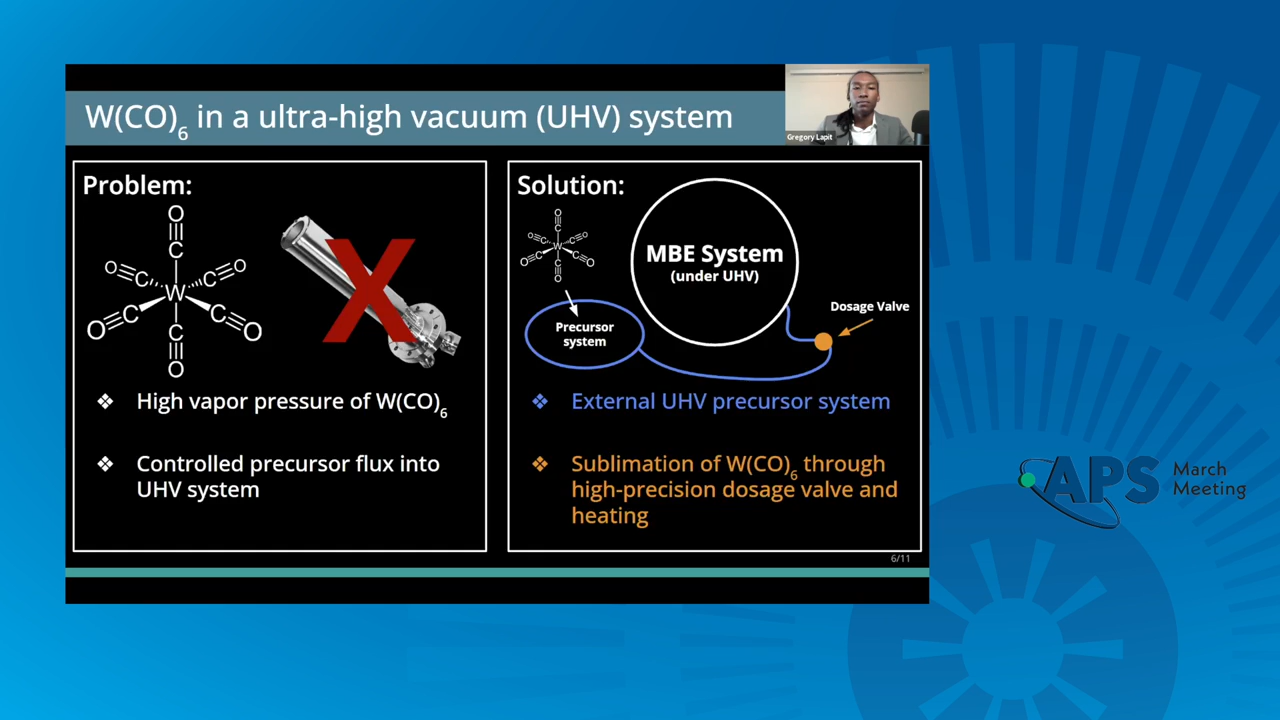 W(CO)6 in a ultra-high vacuum (UHV) system
Gregory Lapit
Problem:
O
C
O C C O
W
O C C O
C
O
X
❖ High vapor pressure of W(CO)6
❖ Controlled precursor flux into
UHV system
Solution:
O
C
O C C O
W
O C C O
C
O
MBE System
(under UHV)
Precursor
system
Dosage Valve
❖ External UHV precursor system
❖ Sublimation of W(CO)6 through
high-precision dosage valve and
heating
6/11
APS
March
Meeting